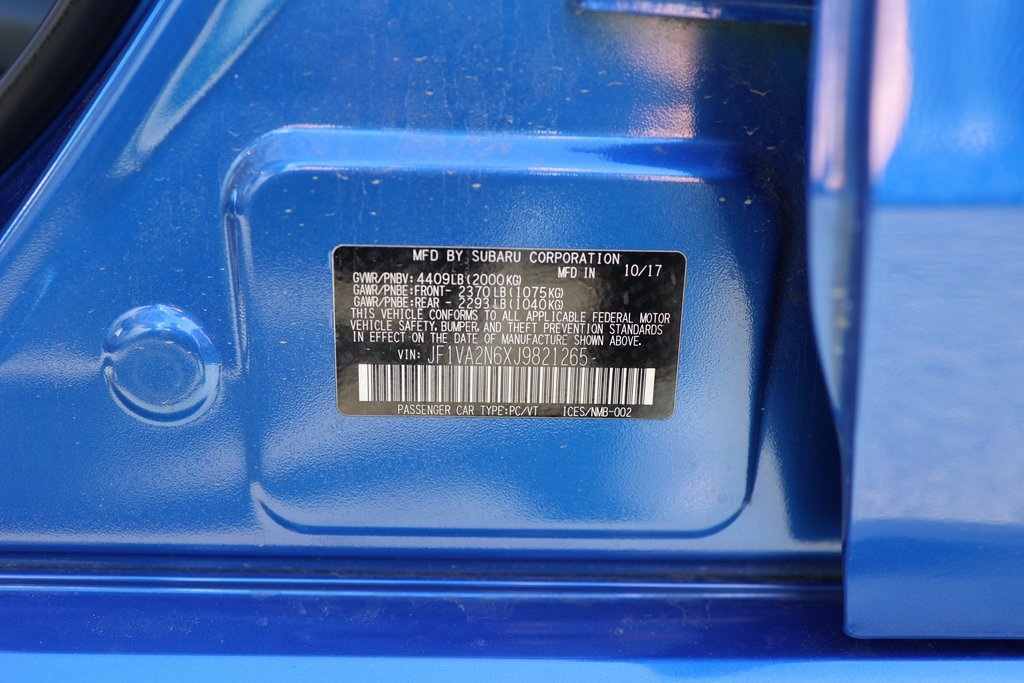 MFD BY SUBARU CORPORATION
MFD IN 10/17
GVWR/PNBV: 4409LB(2000KG)
GAWR/PNBE:FRONT- 2370LB(1075KG)
GAWR/PNBE:REAR - 2293LB(1040KG)
THIS VEHICLE CONFORMS TO ALL APPLICABLE FEDERAL MOTOR
VEHICLE SAFETY, BUMPER, AND THEFT PREVENTION STANDARDS
IN EFFECT ON THE DATE OF MANUFACTURE SHOWN ABOVE.
VIN: JF1VA2N6XJ9821265
PASSENGER CAR TYPE:PC/VT ICES/NMB-002